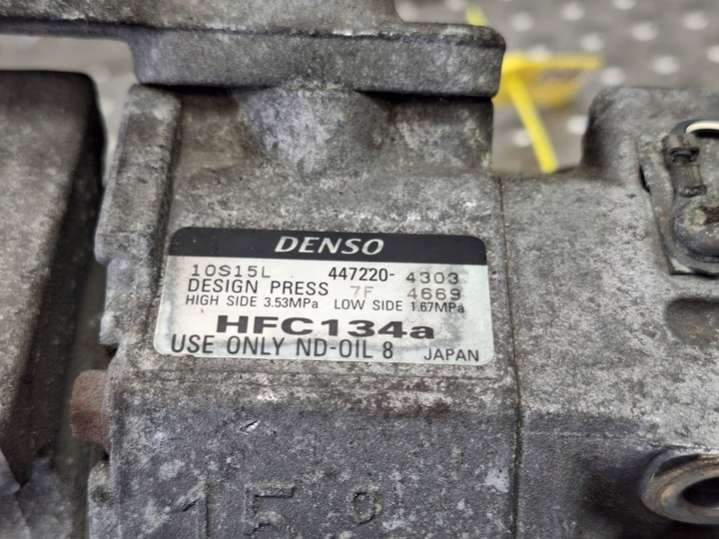 DENSO
10S15L 447220-4303
DESIGN PRESS 7F 4669
HIGH SIDE 3.53MPa LOW SIDE 1.67MPa
HFC134a
USE ONLY ND-OIL 8 JAPAN
15°